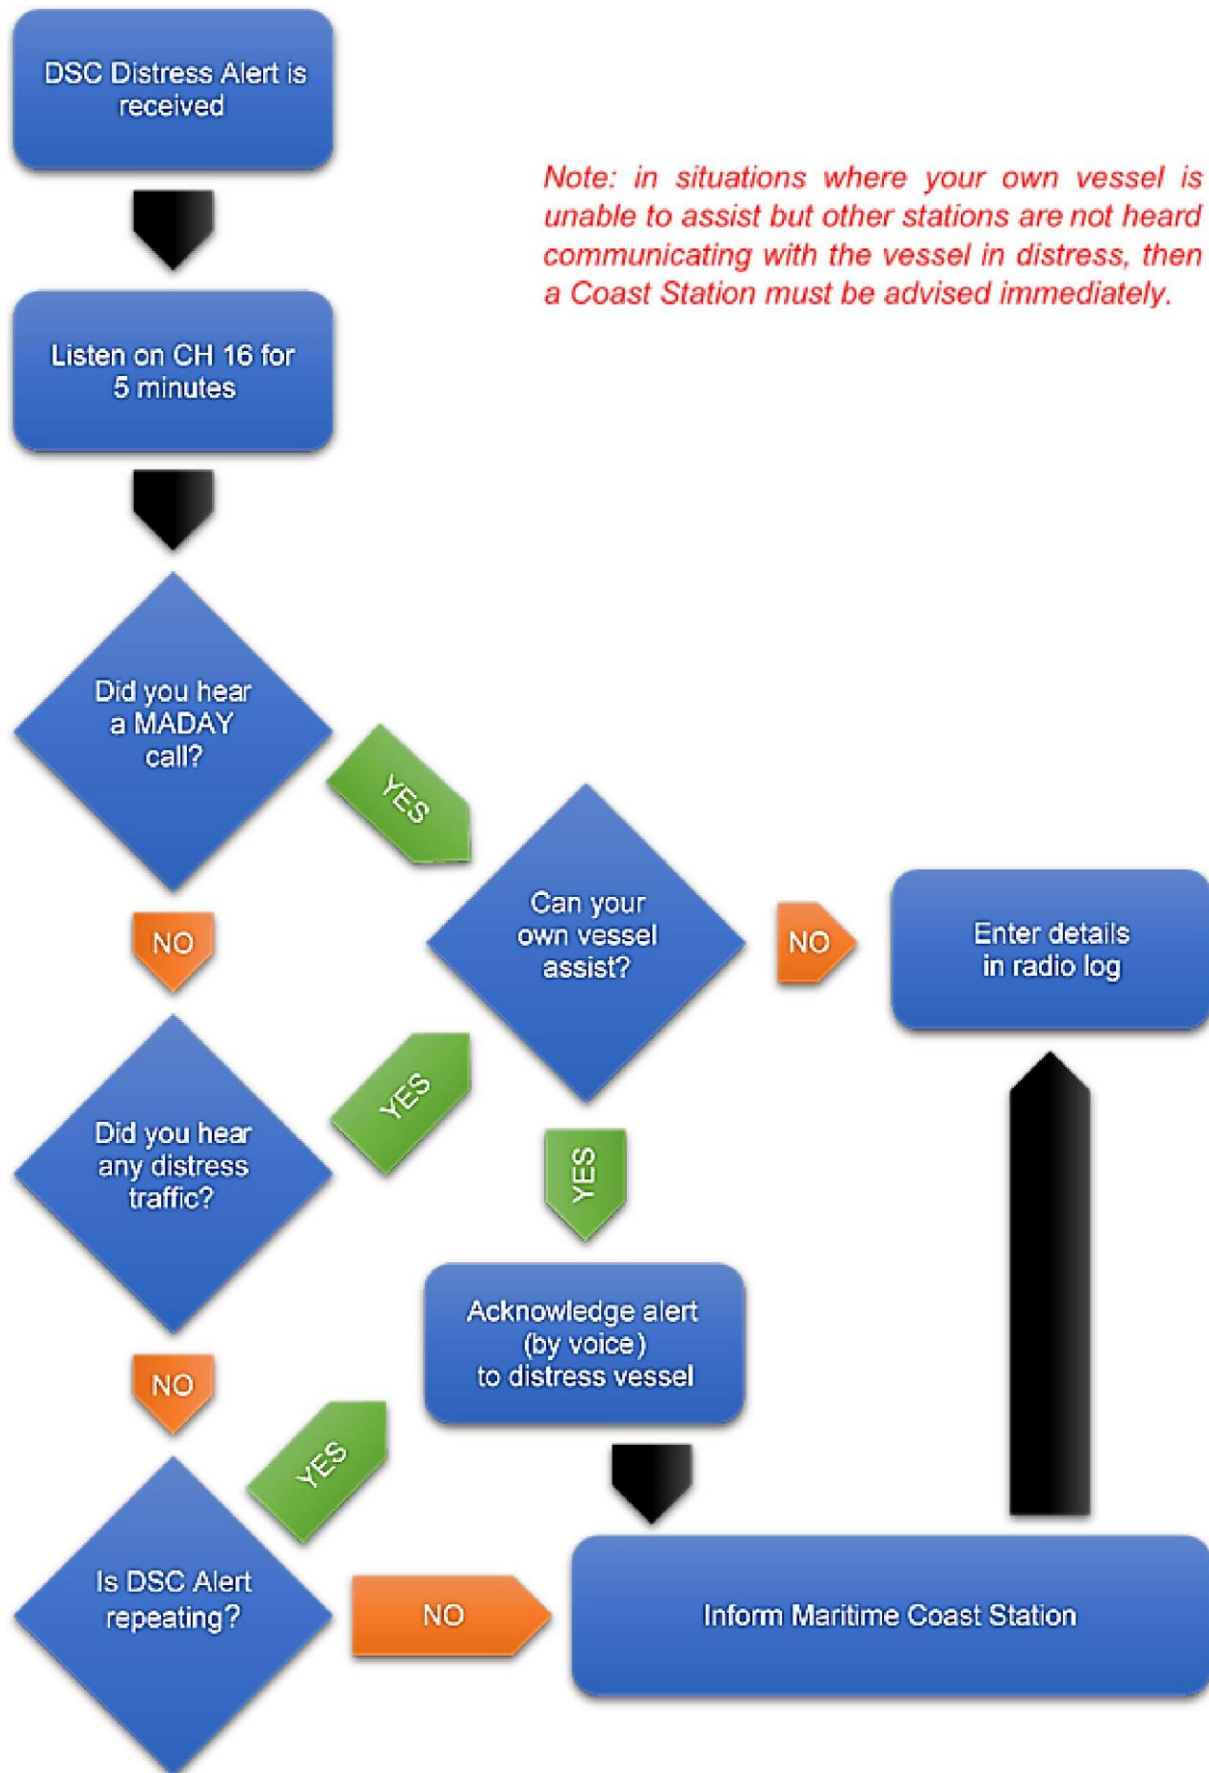 DSC Distress Alert is
received
Note: in situations where your own vessel is
unable to assist but other stations are not heard
communicating with the vessel in distress, then
a Coast Station must be advised immediately.
Listen on CH 16 for
5 minutes
Did you hear
a MADAY
call?
YES
NO
Can your
own vessel
assist?
NO
Enter details
in radio log
YES
Did you hear
any distress
traffic?
YES
NO
Acknowledge alert
(by voice)
to distress vessel
YES
Is DSC Alert
repeating?
NO
Inform Maritime Coast Station